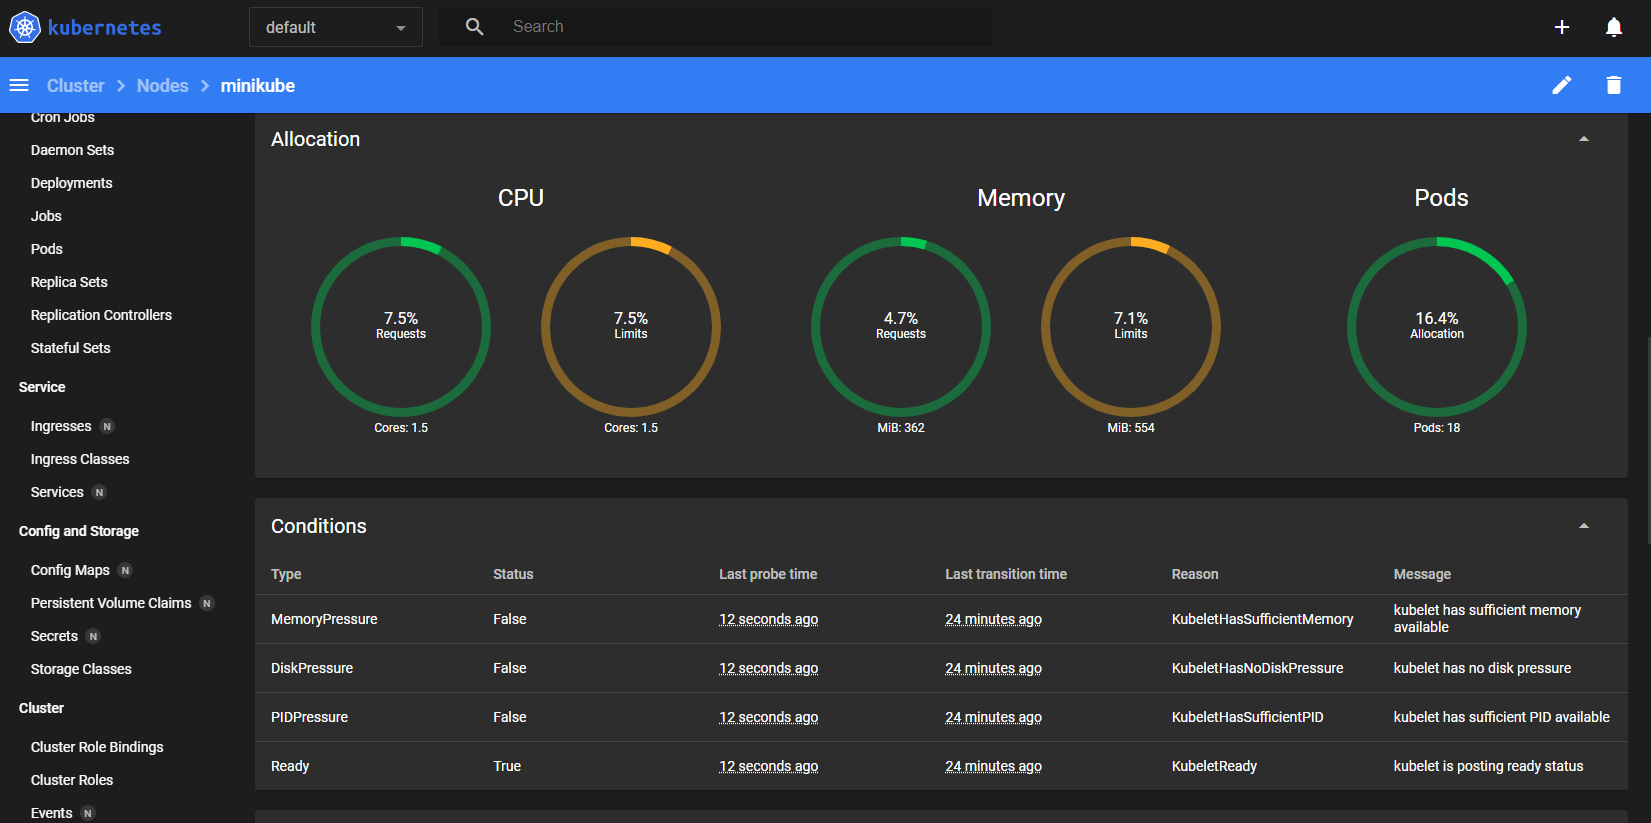 kubernetes
default
Search
Cluster > Nodes > minikube
Cron Jobs
Daemon Sets
Deployments
Jobs
Pods
Replica Sets
Replication Controllers
Stateful Sets
Service
Ingresses N
Ingress Classes
Services N
Config and Storage
Config Maps N
Persistent Volume Claims N
Secrets N
Storage Classes
Cluster
Cluster Role Bindings
Cluster Roles
Events N
Allocation
CPU
7.5%
Requests
Cores: 1.5
7.5%
Limits
Cores: 1.5
Memory
4.7%
Requests
MiB: 362
7.1%
Limits
MiB: 554
Pods
16.4%
Allocation
Pods: 18
Conditions
Type Status Last probe time Last transition time Reason Message
MemoryPressure False 12 seconds ago 24 minutes ago KubeletHasSufficientMemory kubelet has sufficient memory
available
DiskPressure False 12 seconds ago 24 minutes ago KubeletHasNoDiskPressure kubelet has no disk pressure
PIDPressure False 12 seconds ago 24 minutes ago KubeletHasSufficientPID kubelet has sufficient PID available
Ready True 12 seconds ago 24 minutes ago KubeletReady kubelet is posting ready status